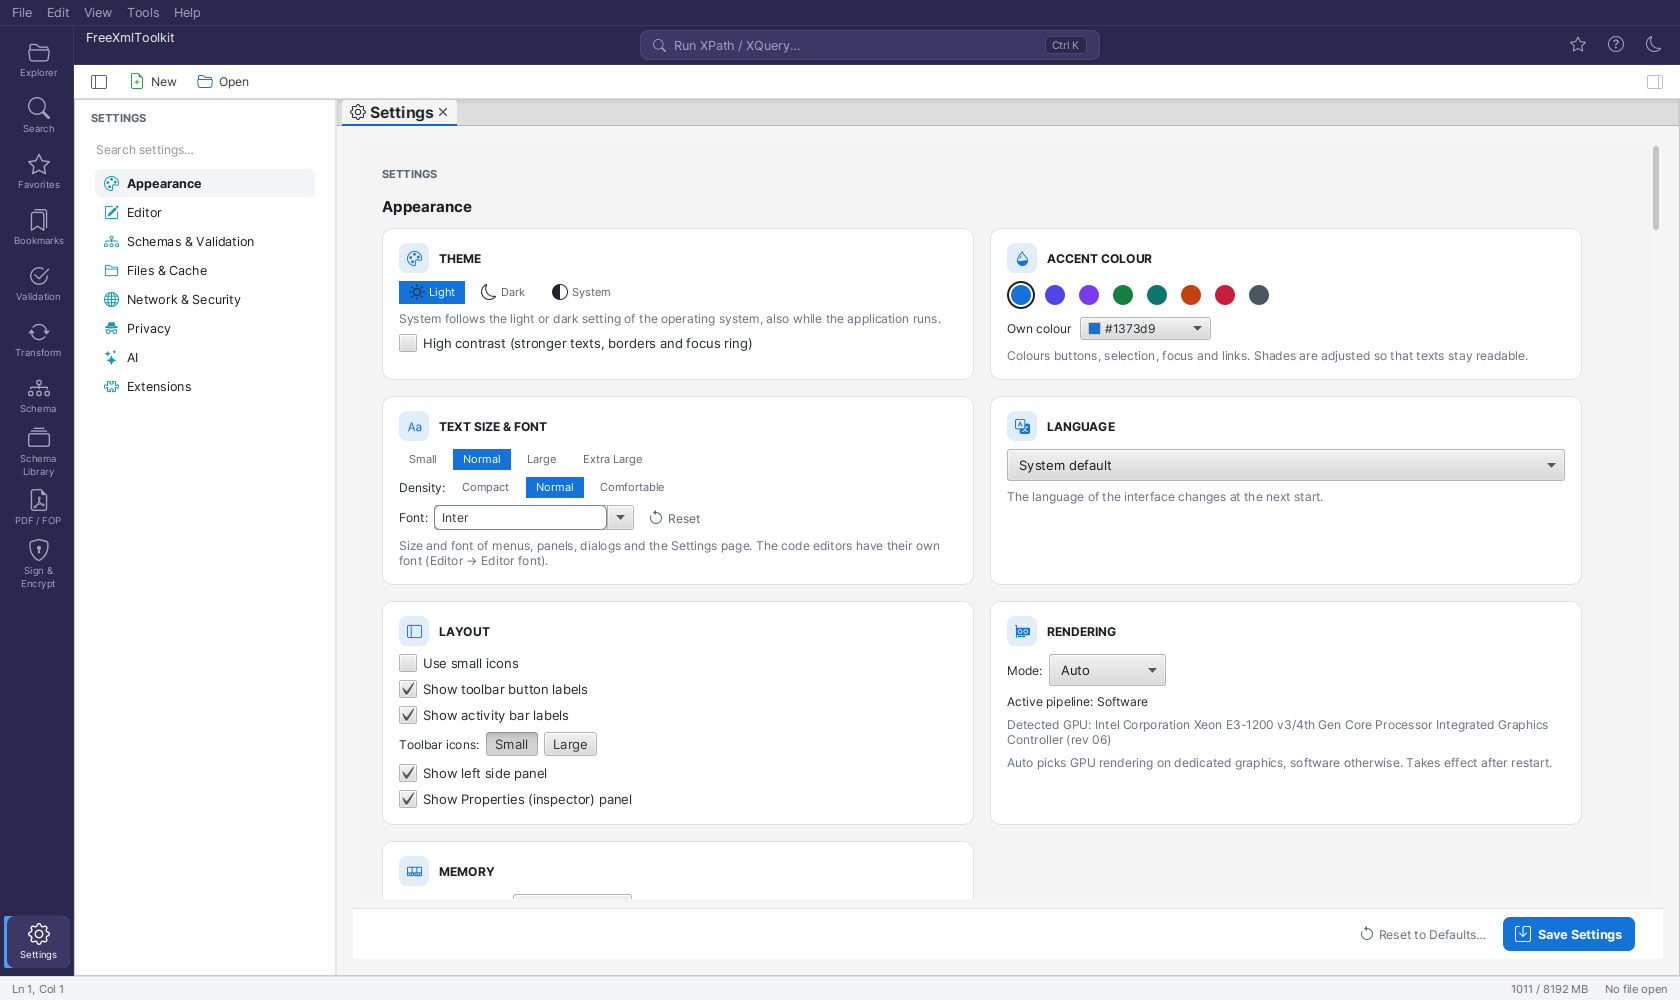 File Edit View Tools Help
FreeXmlToolkit
Run XPath / XQuery...
Ctrl K
Explorer
Search
Favorites
Bookmarks
Validation
Transform
Schema
Schema
Library
PDF / FOP
Sign &
Encrypt
Settings
New
Open
SETTINGS
Search settings...
Appearance
Editor
Schemas & Validation
Files & Cache
Network & Security
Privacy
AI
Extensions
Settings
SETTINGS
Appearance
THEME
Light Dark System
System follows the light or dark setting of the operating system, also while the application runs.
High contrast (stronger texts, borders and focus ring)
ACCENT COLOUR
Own colour #1373d9
Colours buttons, selection, focus and links. Shades are adjusted so that texts stay readable.
Aa TEXT SIZE & FONT
Small Normal Large Extra Large
Density: Compact Normal Comfortable
Font: Inter Reset
Size and font of menus, panels, dialogs and the Settings page. The code editors have their own
font (Editor → Editor font).
LANGUAGE
System default
The language of the interface changes at the next start.
LAYOUT
Use small icons
Show toolbar button labels
Show activity bar labels
Toolbar icons: Small Large
Show left side panel
Show Properties (inspector) panel
RENDERING
Mode: Auto
Active pipeline: Software
Detected GPU: Intel Corporation Xeon E3-1200 v3/4th Gen Core Processor Integrated Graphics
Controller (rev 06)
Auto picks GPU rendering on dedicated graphics, software otherwise. Takes effect after restart.
MEMORY
Reset to Defaults...
Save Settings
Ln 1, Col 1
1011 / 8192 MB
No file open